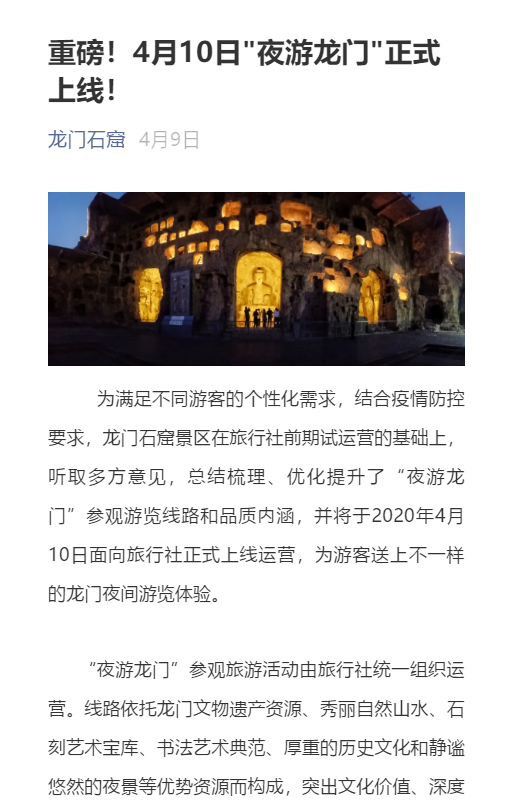 重磅！4月10日"夜游龙门"正式
上线！
龙门石窟 4月9日
为满足不同游客的个性化需求，结合疫情防控
要求，龙门石窟景区在旅行社前期试运营的基础上，
听取多方意见，总结梳理、优化提升了“夜游龙
门”参观游览线路和品质内涵，并将于2020年4月
10日面向旅行社正式上线运营，为游客送上不一样
的龙门夜间游览体验。
“夜游龙门”参观旅游活动由旅行社统一组织运
营。线路依托龙门文物遗产资源、秀丽自然山水、石
刻艺术宝库、书法艺术典范、厚重的历史文化和静谧
悠然的夜景等优势资源而构成，突出文化价值、深度